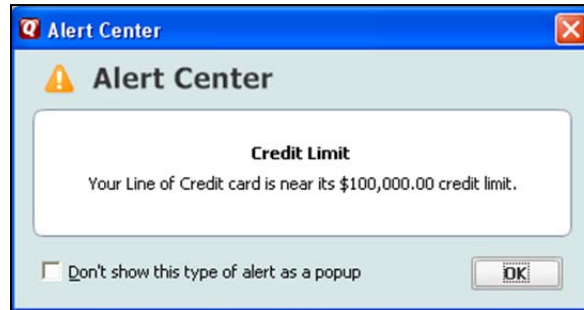 Alert Center
Alert Center
Credit Limit
Your Line of Credit card is near its $100,000.00 credit limit.
Don't show this type of alert as a popup
OK